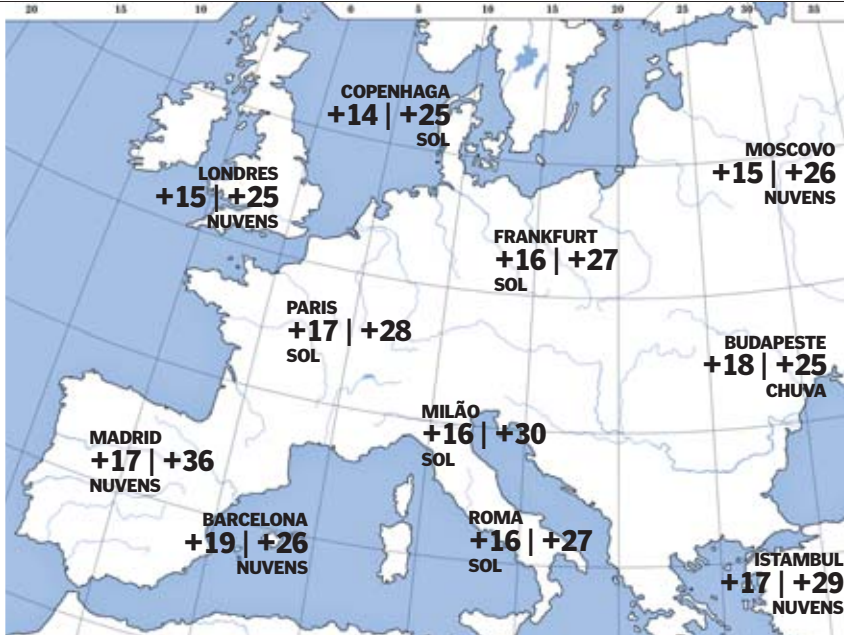 20 15 10 5 0 5 10 15 20 25 30 35
COPENHAGA
+14 | +25
SOL
MOSCOVO
+15 | +26
NUVENS
LONDRES
+15 | +25
NUVENS
FRANKFURT
+16 | +27
SOL
PARIS
+17 | +28
SOL
BUDAPESTE
+18 | +25
CHUVA
MILÃO
+16 | +30
SOL
MADRID
+17 | +36
NUVENS
BARCELONA
+19 | +26
NUVENS
ROMA
+16 | +27
SOL
ISTAMBUL
+17 | +29
NUVENS